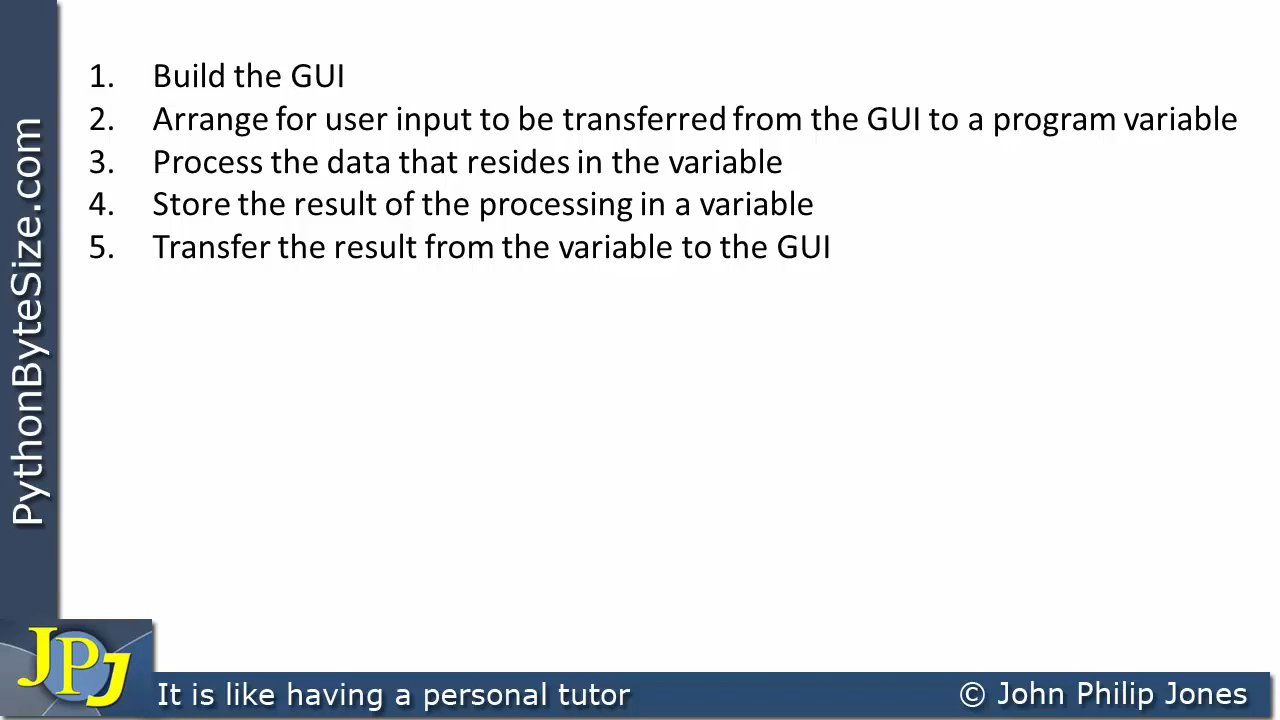 1. Build the GUI
2. Arrange for user input to be transferred from the GUI to a program variable
3. Process the data that resides in the variable
4. Store the result of the processing in a variable
5. Transfer the result from the variable to the GUI
PythonByteSize.com
JPJ
It is like having a personal tutor
© John Philip Jones